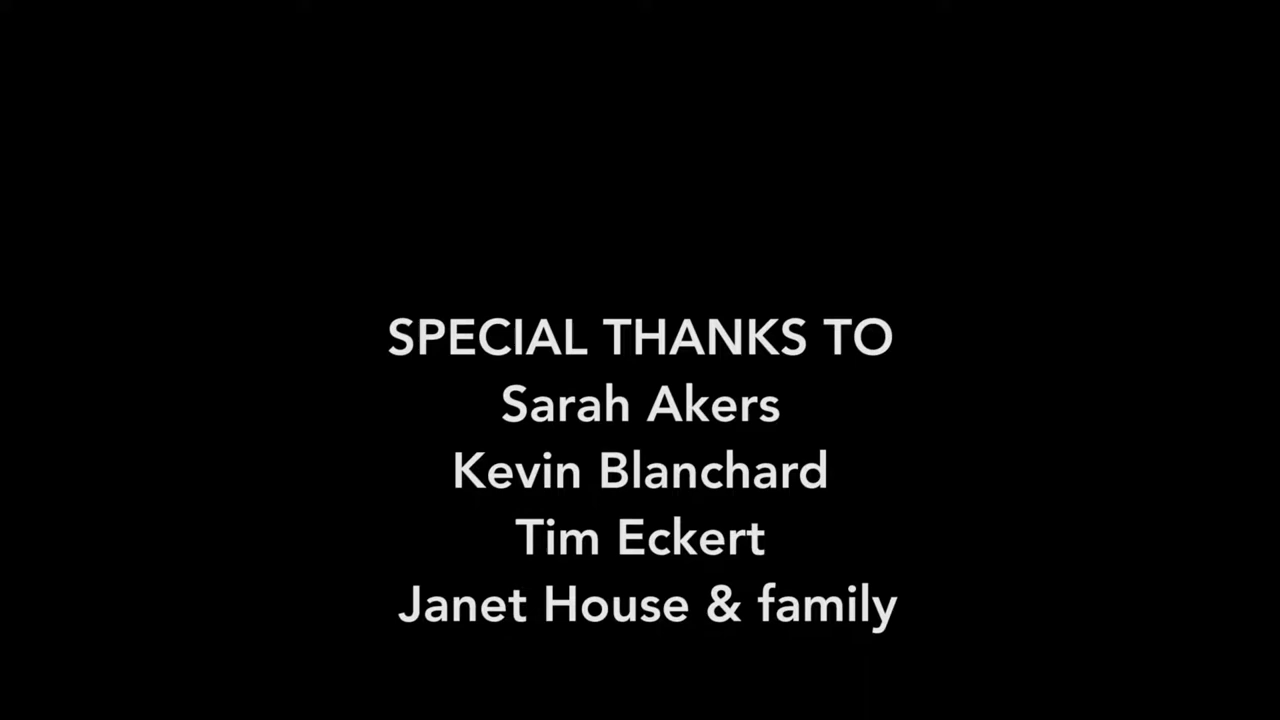 SPECIAL THANKS TO
Sarah Akers
Kevin Blanchard
Tim Eckert
Janet House & family